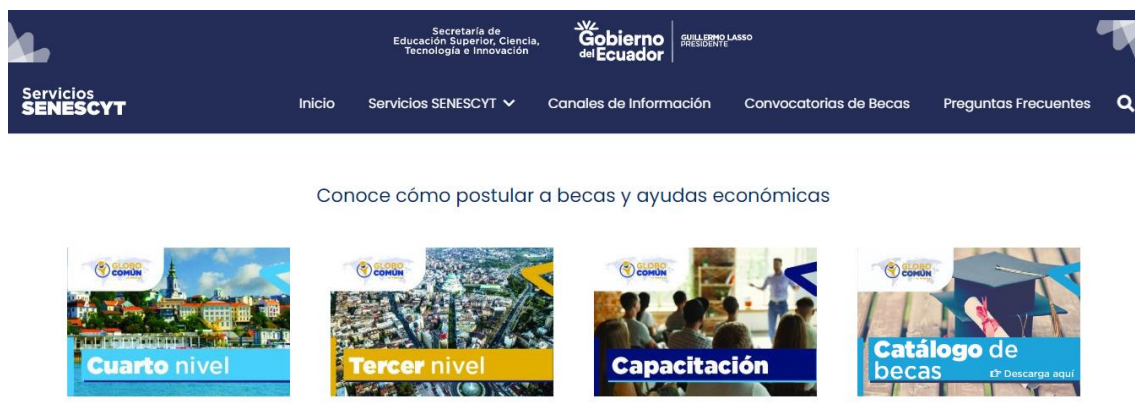 Secretaría de
Educación Superior, Ciencia,
Tecnología e Innovación
Gobierno
del Ecuador
GUILLERMO LASSO
PRESIDENTE
Servicios
SENESCYT
Inicio
Servicios SENESCYT
Canales de Información
Convocatorias de Becas
Preguntas Frecuentes
Conoce cómo postular a becas y ayudas económicas
GLOBO
COMÚN
Cuarto nivel
GLOBO
COMÚN
Tercer nivel
GLOBO
COMÚN
Capacitación
GLOBO
COMÚN
Catálogo de
becas
Descarga aquí